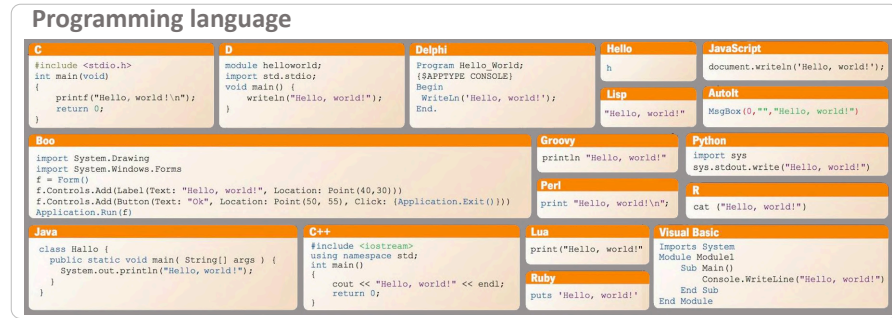 Programming language
C
#include <stdio.h>
int main(void)
{
    printf("Hello, world!\n");
    return 0;
}
D
module helloworld;
import std.stdio;
void main() {
    writeln("Hello, world!");
}
Delphi
Program Hello_World;
{$APPTYPE CONSOLE}
Begin
 WriteLn('Hello, world!');
End.
Hello
h
JavaScript
document.writeln('Hello, world!');
Lisp
"Hello, world!"
AutoIt
MsgBox(0,"","Hello, world!")
Boo
import System.Drawing
import System.Windows.Forms
f = Form()
f.Controls.Add(Label(Text: "Hello, world!", Location: Point(40,30)))
f.Controls.Add(Button(Text: "Ok", Location: Point(50, 55), Click: {Application.Exit()}))
Application.Run(f)
Groovy
println "Hello, world!"
Python
import sys
sys.stdout.write("Hello, world!")
Perl
print "Hello, world!\n";
R
cat ("Hello, world!")
Java
class Hallo {
  public static void main( String[] args ) {
    System.out.println("Hello, world!");
  }
}
C++
#include <iostream>
using namespace std;
int main()
{
    cout << "Hello, world!" << endl;
    return 0;
}
Lua
print("Hello, world!"
Ruby
puts 'Hello, world!'
Visual Basic
Imports System
Module Module1
    Sub Main()
        Console.WriteLine("Hello, world!")
    End Sub
End Module